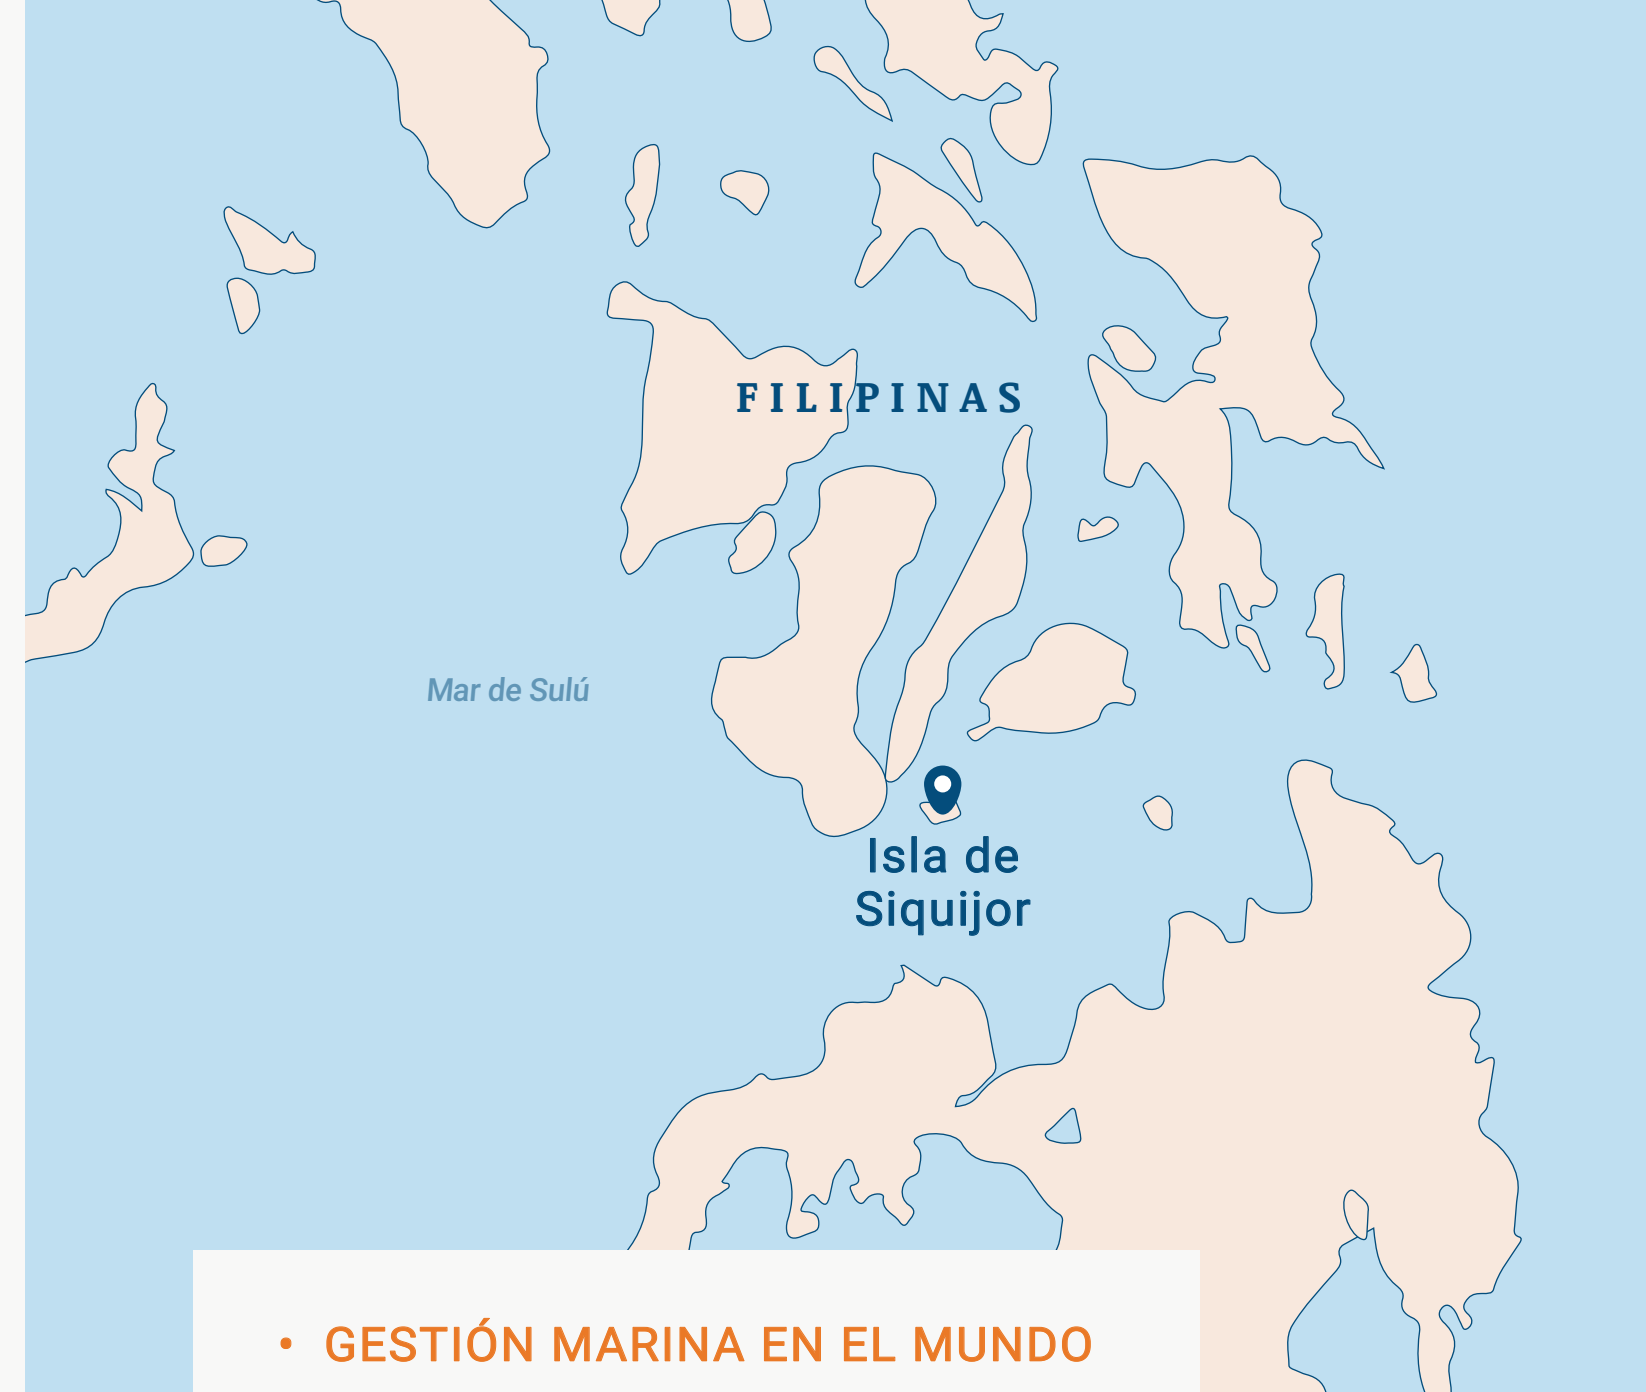 FILIPINAS
Mar de Sulú
Isla de
Siquijor
• GESTIÓN MARINA EN EL MUNDO